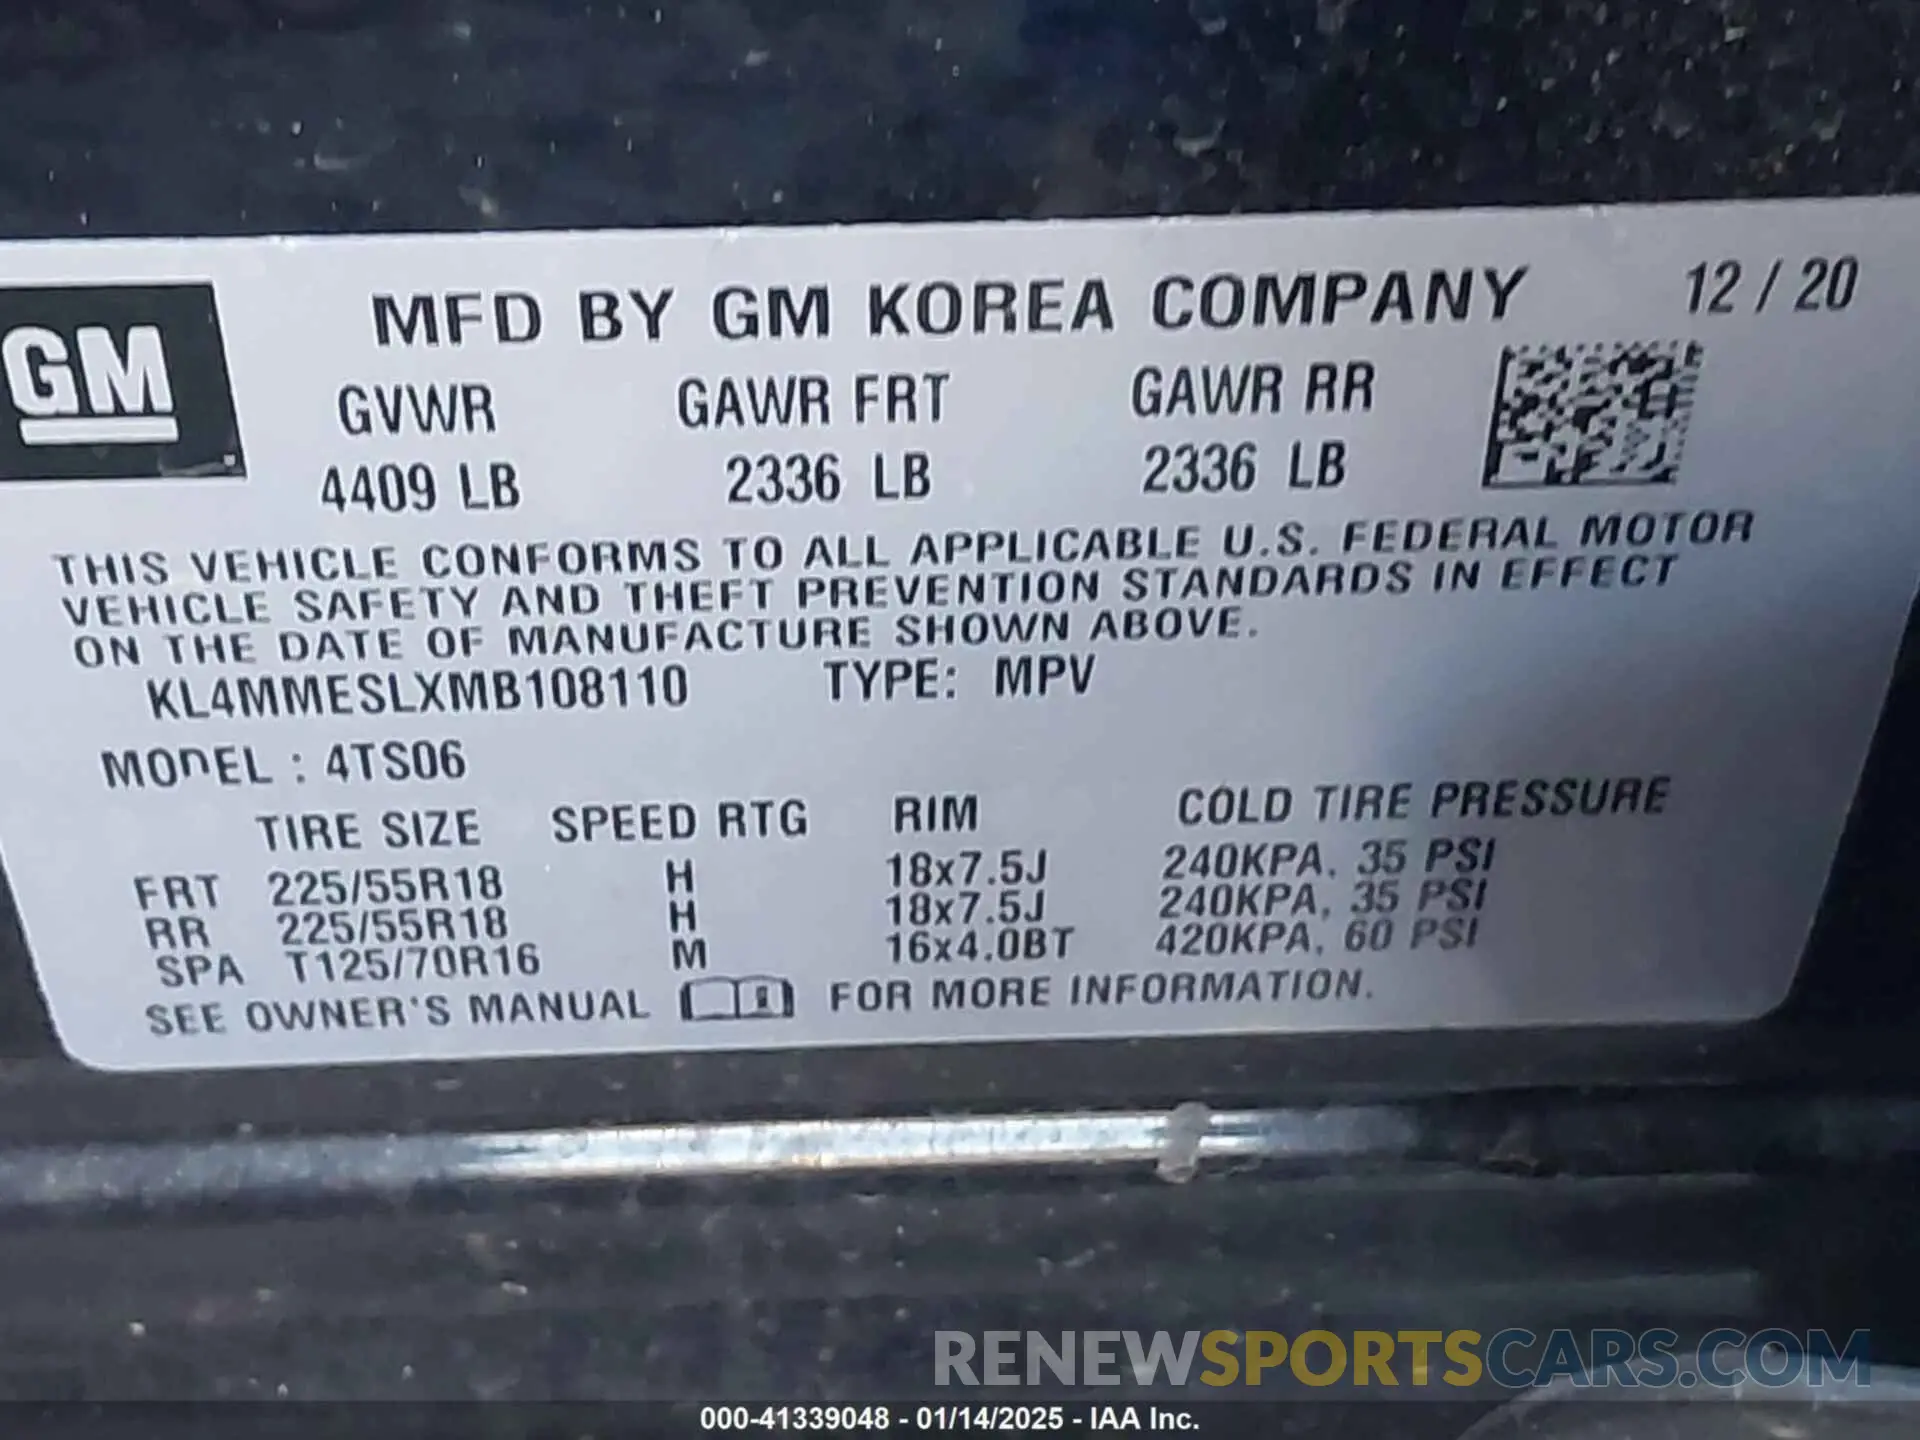 GM
MFD BY GM KOREA COMPANY 12 / 20
GVWR GAWR FRT GAWR RR
4409 LB 2336 LB 2336 LB
THIS VEHICLE CONFORMS TO ALL APPLICABLE U.S. FEDERAL MOTOR
VEHICLE SAFETY AND THEFT PREVENTION STANDARDS IN EFFECT
ON THE DATE OF MANUFACTURE SHOWN ABOVE.
KL4MMESLXMB108110 TYPE: MPV
MODEL : 4TS06
TIRE SIZE SPEED RTG RIM COLD TIRE PRESSURE
FRT 225/55R18 H 18x7.5J 240KPA, 35 PSI
RR 225/55R18 H 18x7.5J 240KPA, 35 PSI
SPA T125/70R16 M 16x4.0BT 420KPA, 60 PSI
SEE OWNER'S MANUAL FOR MORE INFORMATION.
RENEWSPORTSCARS.COM
000-41339048 - 01/14/2025 - IAA Inc.